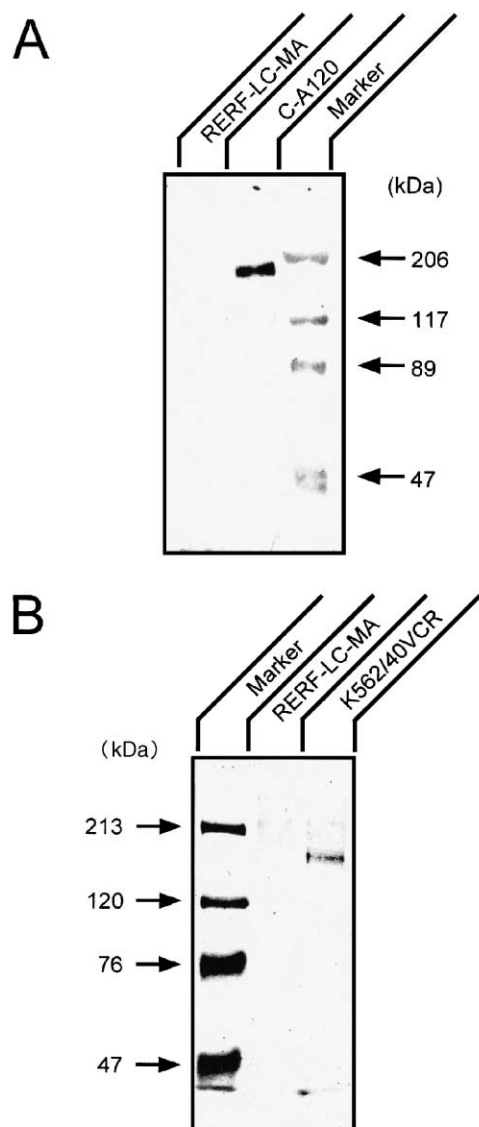 A
RERF-LC-MA
C-A120
Marker
(kDa)
206
117
89
47
B
Marker
RERF-LC-MA
K562/40VCR
(kDa)
213
120
76
47